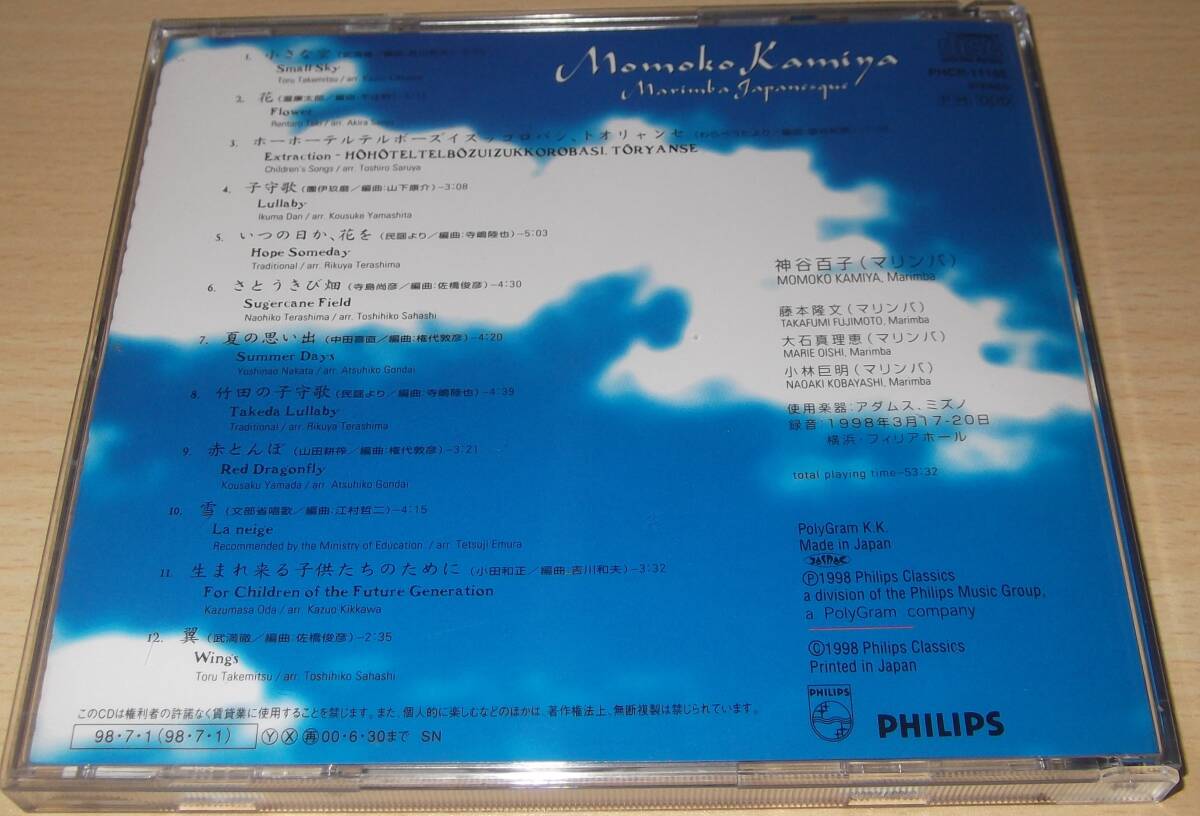 Momoko Kamiya
Marimba Japanesque
1. 小さな空
Small Sky
Toru Takemitsu / arr.
2. 花
Flower
Rentaro Taki / arr. Akira
3. ホーホーテルテルボーズイズッコロバシ、トオリャンセ
Extraction - HŌHŌTELTELBŌZUIZUKKOROBASI, TŌRYANSE
Children's Songs / arr. Toshiro Saruya
4. 子守歌 (團伊玖磨/編曲:山下康介)-3:08
Lullaby
Ikuma Dan / arr. Kousuke Yamashita
5. いつの日か、花を (民謡より/編曲:寺嶋陸也)-5:03
Hope Someday
Traditional / arr. Rikuya Terashima
6. さとうきび畑 (寺島尚彦/編曲:佐橋俊彦)-4:30
Sugercane Field
Naohiko Terashima / arr. Toshihiko Sahashi
7. 夏の思い出 (中田喜直/編曲:権代敦彦)-4:20
Summer Days
Yoshinao Nakata / arr. Atsuhiko Gondai
8. 竹田の子守歌 (民謡より/編曲:寺嶋陸也)-4:39
Takeda Lullaby
Traditional / arr. Rikuya Terashima
9. 赤とんぼ (山田耕筰/編曲:権代敦彦)-3:21
Red Dragonfly
Kousaku Yamada / arr. Atsuhiko Gondai
10. 雪 (文部省唱歌/編曲:江村哲二)-4:15
La neige
Recommended by the Ministry of Education / arr. Tetsuji Emura
11. 生まれ来る子供たちのために (小田和正/編曲:吉川和夫)-3:32
For Children of the Future Generation
Kazumasa Oda / arr. Kazuo Kikkawa
12. 翼 (武満徹/編曲:佐橋俊彦)-2:35
Wings
Toru Takemitsu / arr. Toshihiko Sahashi
神谷百子(マリンバ)
MOMOKO KAMIYA, Marimba
藤本隆文(マリンバ)
TAKAFUMI FUJIMOTO, Marimba
大石真理恵(マリンバ)
MARIE OISHI, Marimba
小林巨明(マリンバ)
NAOAKI KOBAYASHI, Marimba
使用楽器:アダムス、ミズノ
録音:1998年3月17-20日
横浜・フィリアホール
total playing time-53:32
PolyGram K.K.
Made in Japan
JASRAC
Ⓟ1998 Philips Classics
a division of the Philips Music Group,
a PolyGram company
©1998 Philips Classics
Printed in Japan
PHILIPS
PHILIPS
このCDは権利者の許諾なく賃貸業に使用することを禁じます。また、個人的に楽しむなどのほかは、著作権法上、無断複製は禁じられています。
98・7・1(98・7・1) Ⓨ Ⓧ 再 00・6・30まで SN